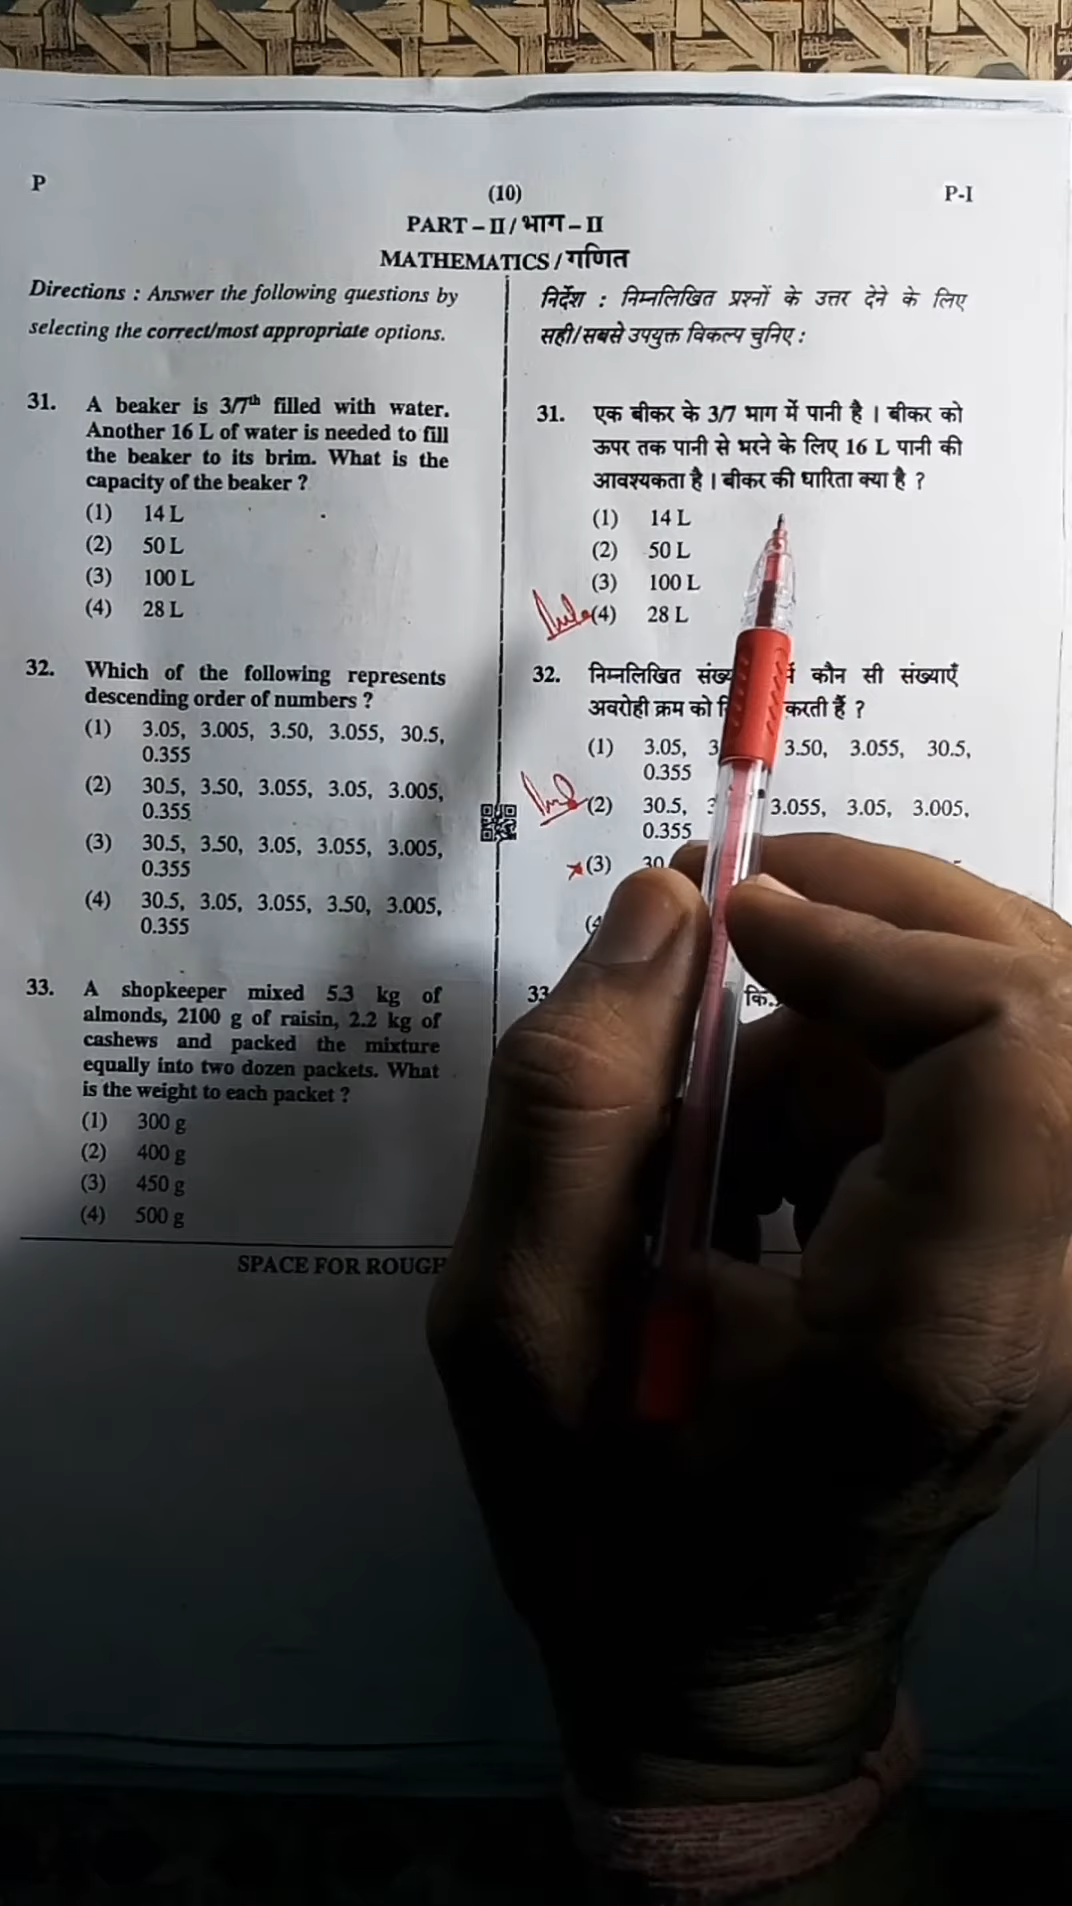 P
(10)
P-I
PART – II / भाग – II
MATHEMATICS / गणित
Directions : Answer the following questions by
selecting the correct/most appropriate options.
31. A beaker is 3/7th filled with water.
Another 16 L of water is needed to fill
the beaker to its brim. What is the
capacity of the beaker ?
(1) 14 L
(2) 50 L
(3) 100 L
(4) 28 L
32. Which of the following represents
descending order of numbers ?
(1) 3.05, 3.005, 3.50, 3.055, 30.5,
0.355
(2) 30.5, 3.50, 3.055, 3.05, 3.005,
0.355
(3) 30.5, 3.50, 3.05, 3.055, 3.005,
0.355
(4) 30.5, 3.05, 3.055, 3.50, 3.005,
0.355
33. A shopkeeper mixed 5.3 kg of
almonds, 2100 g of raisin, 2.2 kg of
cashews and packed the mixture
equally into two dozen packets. What
is the weight to each packet ?
(1) 300 g
(2) 400 g
(3) 450 g
(4) 500 g
SPACE FOR
निर्देश : निम्नलिखित प्रश्नों के उत्तर देने के लिए
सही/सबसे उपयुक्त विकल्प चुनिए :
31. एक बीकर के 3/7 भाग में पानी है । बीकर को
ऊपर तक पानी से भरने के लिए 16 L पानी की
आवश्यकता है । बीकर की धारिता क्या है ?
(1) 14 L
(2) 50 L
(3) 100 L
(4) 28 L
32. निम्नलिखित कौन सी संख्याएँ
अवरोही क्रम को करती हैं ?
(1) 3.05, 3.50, 3.055, 30.5,
0.355
(2) 30.5, 3.055, 3.05, 3.005,
0.355
(3)
33